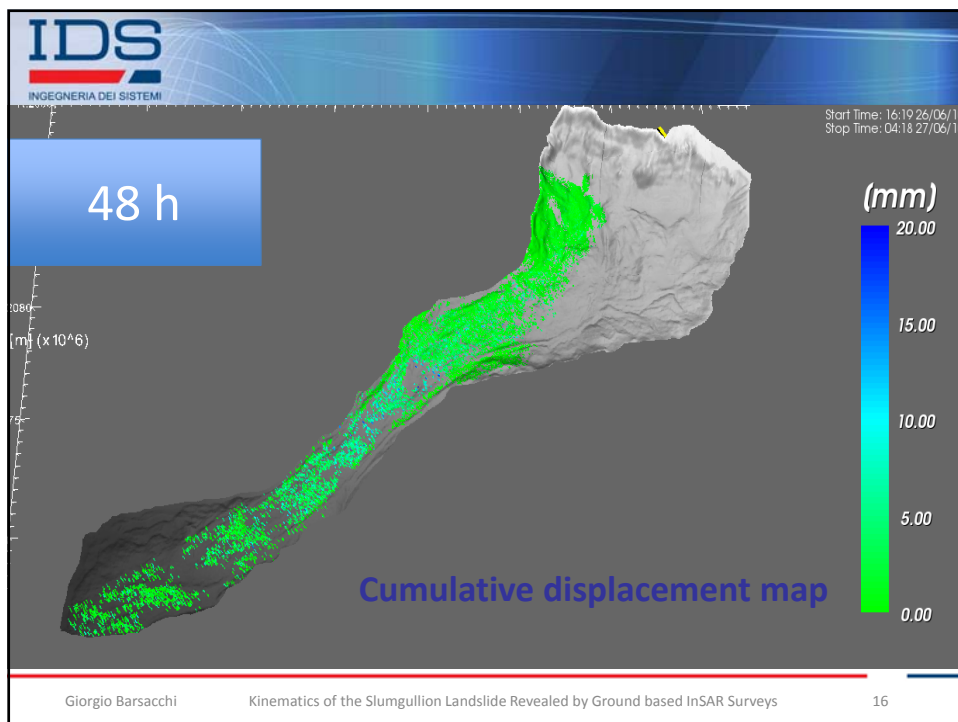 IDS
INGEGNERIA DEI SISTEMI
Start Time: 16:19 26/06/1
Stop Time: 04:18 27/06/1
48 h
(mm)
20.00
2080
[m] (x10^6)
15.00
10.00
75
5.00
Cumulative displacement map
0.00
Giorgio Barsacchi Kinematics of the Slumgullion Landslide Revealed by Ground based InSAR Surveys 16